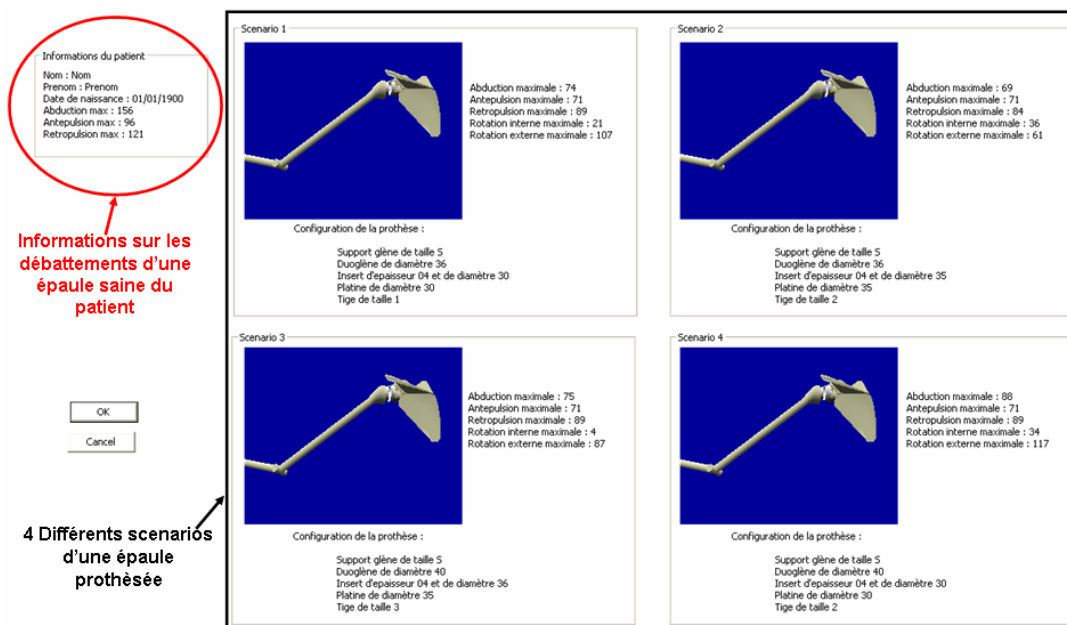 Informations du patient
Nom : Nom
Prenom : Prenom
Date de naissance : 01/01/1900
Abduction max : 156
Antepulsion max : 96
Retropulsion max : 121
Informations sur les
débattements d'une
épaule saine du
patient
OK
Cancel
4 Différents scenarios
d'une épaule
prothèsée
Scenario 1
Abduction maximale : 74
Antepulsion maximale : 71
Retropulsion maximale : 89
Rotation interne maximale : 21
Rotation externe maximale : 107
Configuration de la prothèse :
Support glène de taille S
Duoglène de diamètre 36
Insert d'epaisseur 04 et de diamètre 30
Platine de diamètre 30
Tige de taille 1
Scenario 2
Abduction maximale : 69
Antepulsion maximale : 71
Retropulsion maximale : 84
Rotation interne maximale : 36
Rotation externe maximale : 61
Configuration de la prothèse :
Support glène de taille S
Duoglène de diamètre 36
Insert d'epaisseur 04 et de diamètre 35
Platine de diamètre 35
Tige de taille 2
Scenario 3
Abduction maximale : 75
Antepulsion maximale : 71
Retropulsion maximale : 89
Rotation interne maximale : 4
Rotation externe maximale : 87
Configuration de la prothèse :
Support glène de taille S
Duoglène de diamètre 40
Insert d'epaisseur 04 et de diamètre 36
Platine de diamètre 35
Tige de taille 3
Scenario 4
Abduction maximale : 88
Antepulsion maximale : 71
Retropulsion maximale : 89
Rotation interne maximale : 34
Rotation externe maximale : 117
Configuration de la prothèse :
Support glène de taille S
Duoglène de diamètre 40
Insert d'epaisseur 04 et de diamètre 30
Platine de diamètre 30
Tige de taille 2